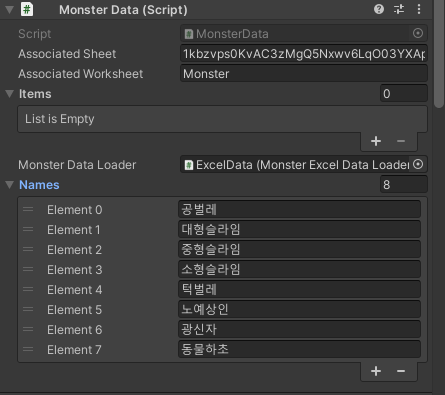 Monster Data (Script)
Script MonsterData
Associated Sheet 1kbzvps0KvAC3zMgQ5Nxwv6LqO03YXAp
Associated Worksheet Monster
Items 0
List is Empty
Monster Data Loader ExcelData (Monster Excel Data Loader
Names 8
Element 0 공벌레
Element 1 대형슬라임
Element 2 중형슬라임
Element 3 소형슬라임
Element 4 턱벌레
Element 5 노예상인
Element 6 광신자
Element 7 동물하초